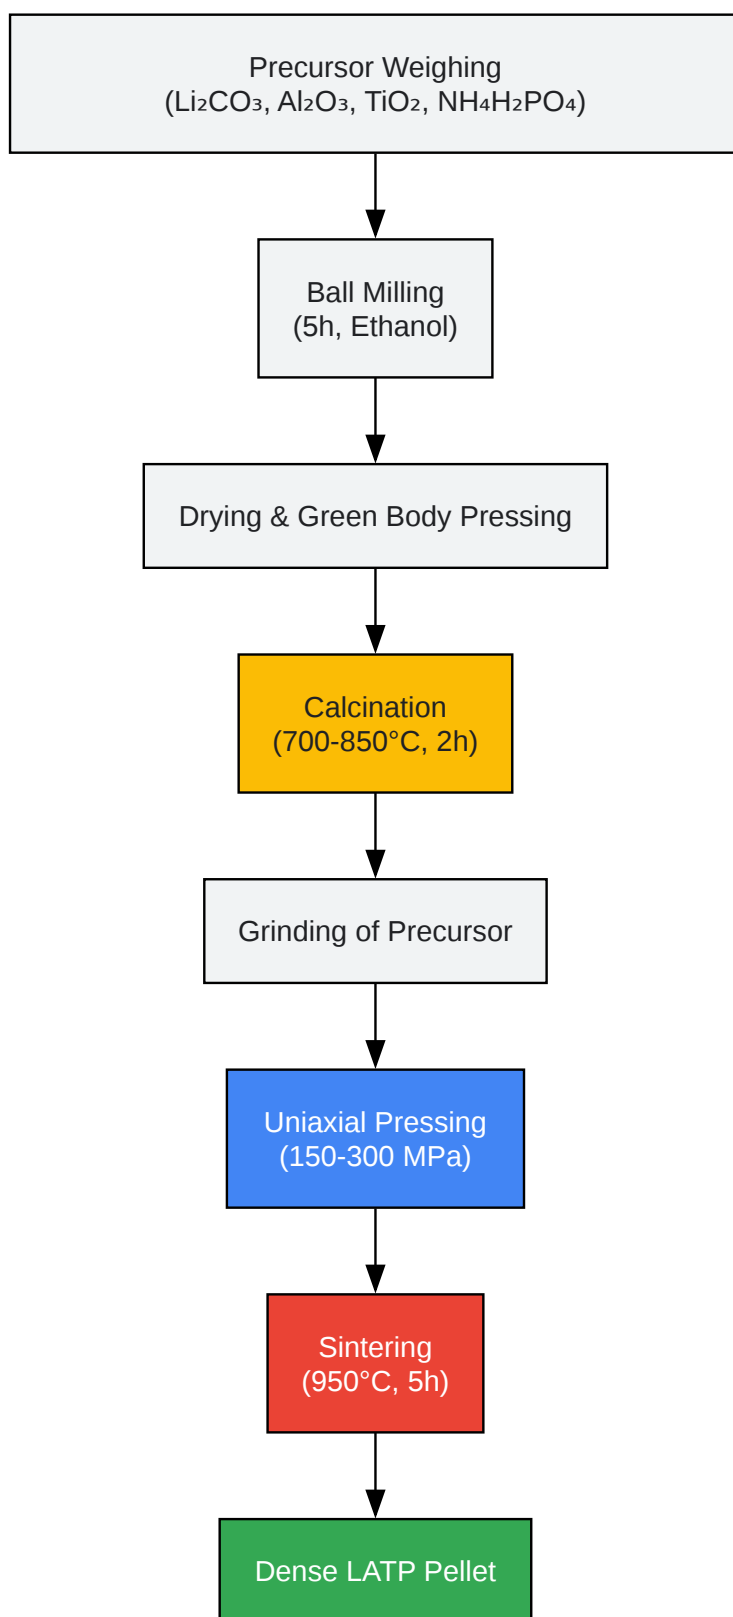 Precursor Weighing
(Li₂CO₃, Al₂O₃, TiO₂, NH₄H₂PO₄)
Ball Milling
(5h, Ethanol)
Drying & Green Body Pressing
Calcination
(700-850°C, 2h)
Grinding of Precursor
Uniaxial Pressing
(150-300 MPa)
Sintering
(950°C, 5h)
Dense LATP Pellet